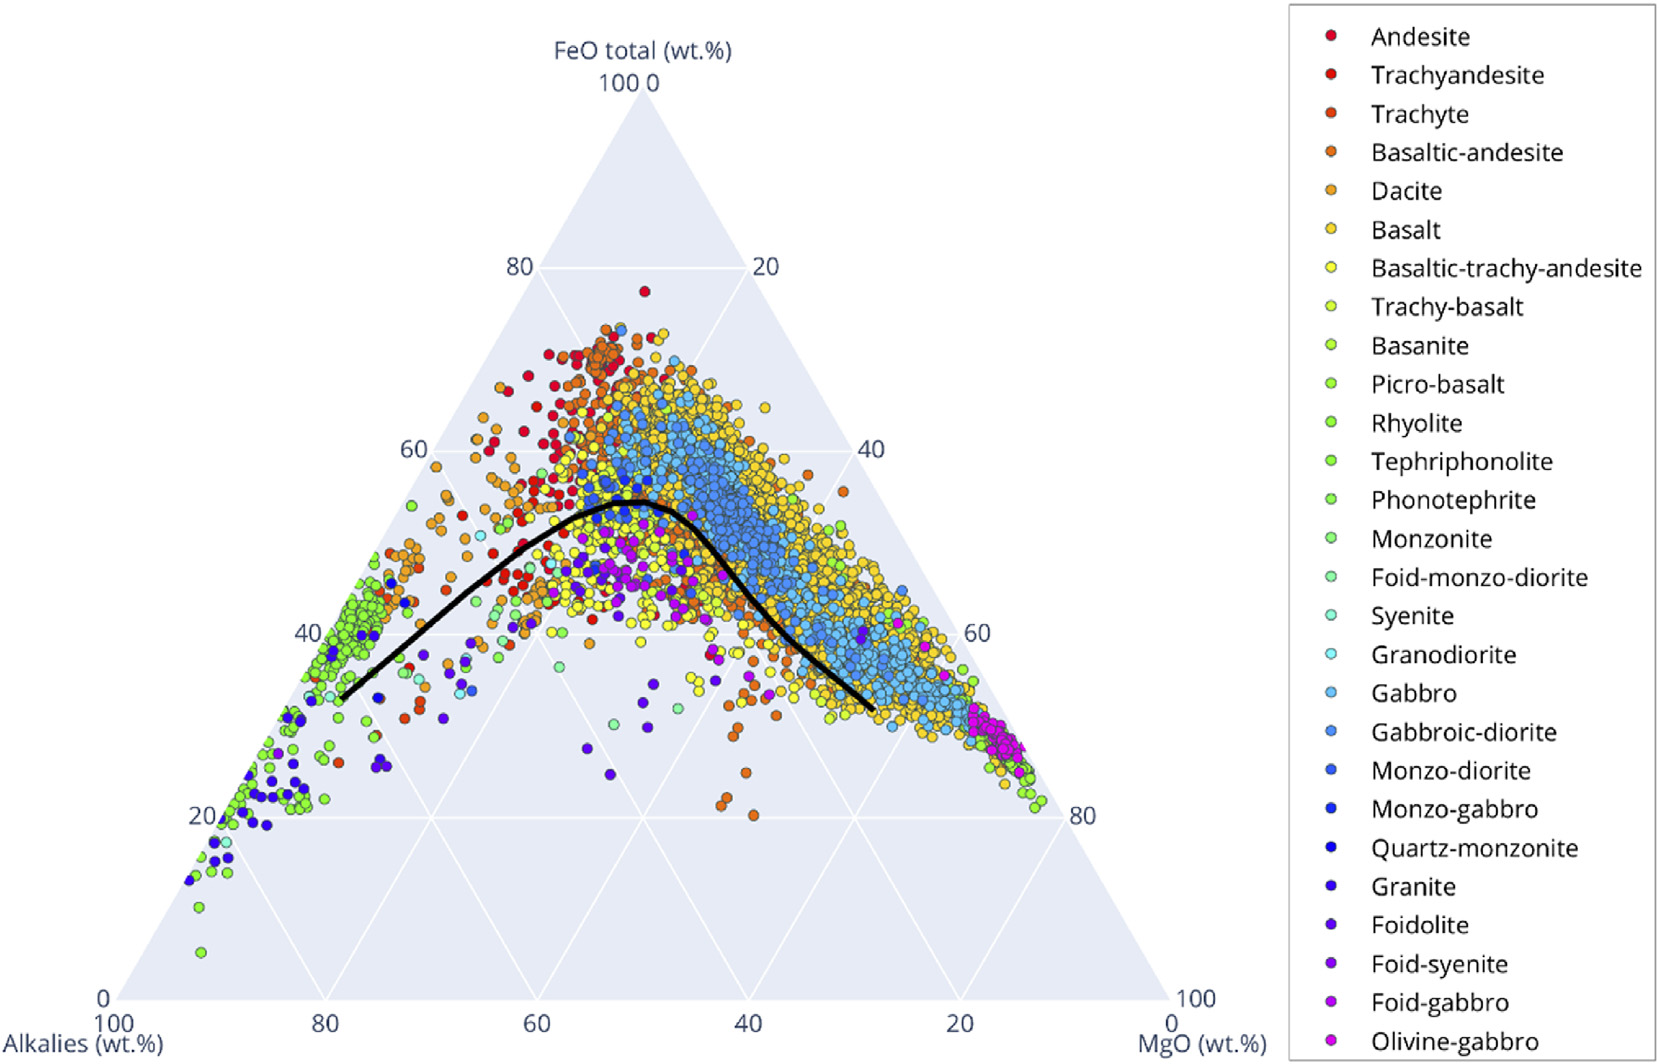 FeO total (wt.%)
100 0
80 20
60 40
40 60
20 80
0 100
100 80 60 40 20 0
Alkalies (wt.%) MgO (wt.%)
Andesite
Trachyandesite
Trachyte
Basaltic-andesite
Dacite
Basalt
Basaltic-trachy-andesite
Trachy-basalt
Basanite
Picro-basalt
Rhyolite
Tephriphonolite
Phonotephrite
Monzonite
Foid-monzo-diorite
Syenite
Granodiorite
Gabbro
Gabbroic-diorite
Monzo-diorite
Monzo-gabbro
Quartz-monzonite
Granite
Foidolite
Foid-syenite
Foid-gabbro
Olivine-gabbro